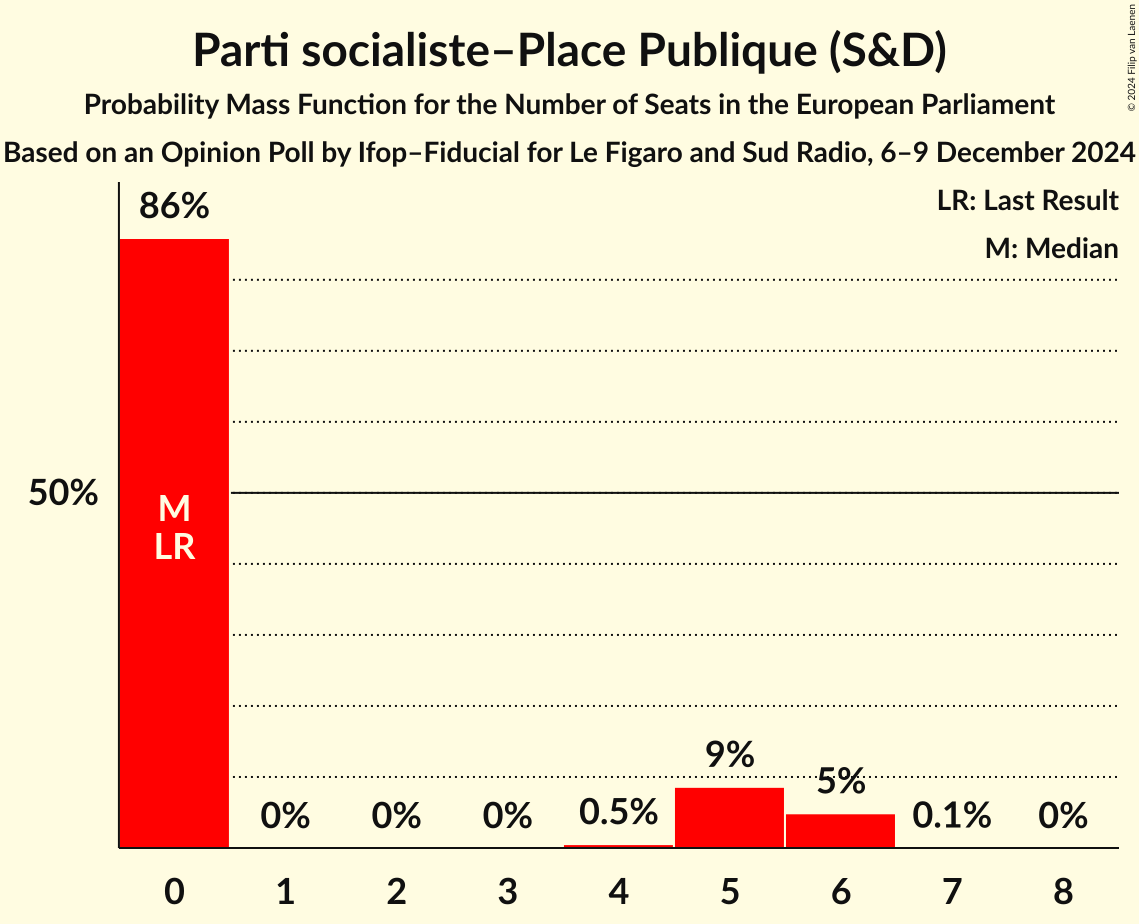 Parti socialiste–Place Publique (S&D)
Probability Mass Function for the Number of Seats in the European Parliament
Based on an Opinion Poll by Ifop–Fiducial for Le Figaro and Sud Radio, 6–9 December 2024
© 2024 Filip van Laenen
LR: Last Result
M: Median
86%
50%
M
LR
0% 0% 0% 0.5% 9% 5% 0.1% 0%
0 1 2 3 4 5 6 7 8